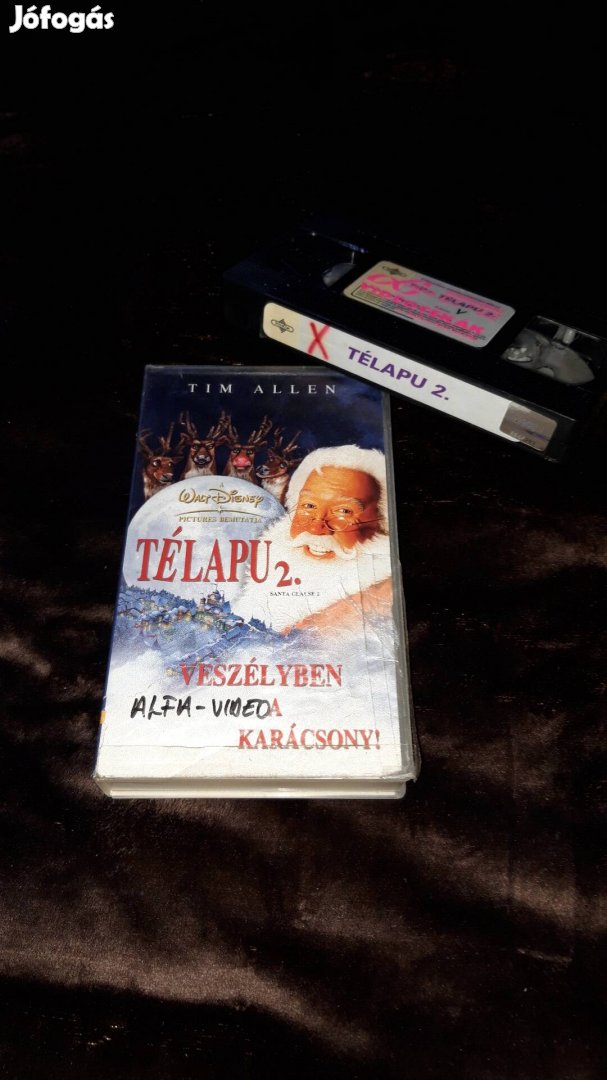 Jófogás
TÉLAPU 2.
V
X
TÉLAPU 2.
TIM ALLEN
A
WALT DISNEY
PICTURES BEMUTATJA
TÉLAPU 2.
SANTA CLAUSE 2
VESZÉLYBEN
ALFA-VIDEO A
KARÁCSONY!